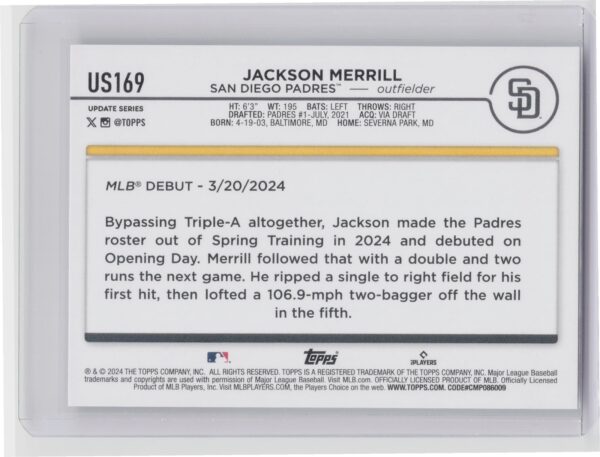 US169
JACKSON MERRILL
SAN DIEGO PADRES™ — outfielder
SD
UPDATE SERIES
@TOPPS
HT: 6'3" WT: 195 BATS: LEFT THROWS: RIGHT
DRAFTED: PADRES #1-JULY, 2021 ACQ: VIA DRAFT
BORN: 4-19-03, BALTIMORE, MD HOME: SEVERNA PARK, MD
MLB® DEBUT - 3/20/2024
Bypassing Triple-A altogether, Jackson made the Padres
roster out of Spring Training in 2024 and debuted on
Opening Day. Merrill followed that with a double and two
runs the next game. He ripped a single to right field for his
first hit, then lofted a 106.9-mph two-bagger off the wall
in the fifth.
topps
PLAYERS
® & © 2024 THE TOPPS COMPANY, INC. ALL RIGHTS RESERVED. TOPPS IS A REGISTERED TRADEMARK OF THE TOPPS COMPANY, INC. Major League Baseball
trademarks and copyrights are used with permission of Major League Baseball. Visit MLB.com. OFFICIALLY LICENSED PRODUCT OF MLB. Officially Licensed
Product of MLB Players, Inc. Visit MLBPLAYERS.COM, the Players Choice on the web. WWW.TOPPS.COM. CODE#CMP086009